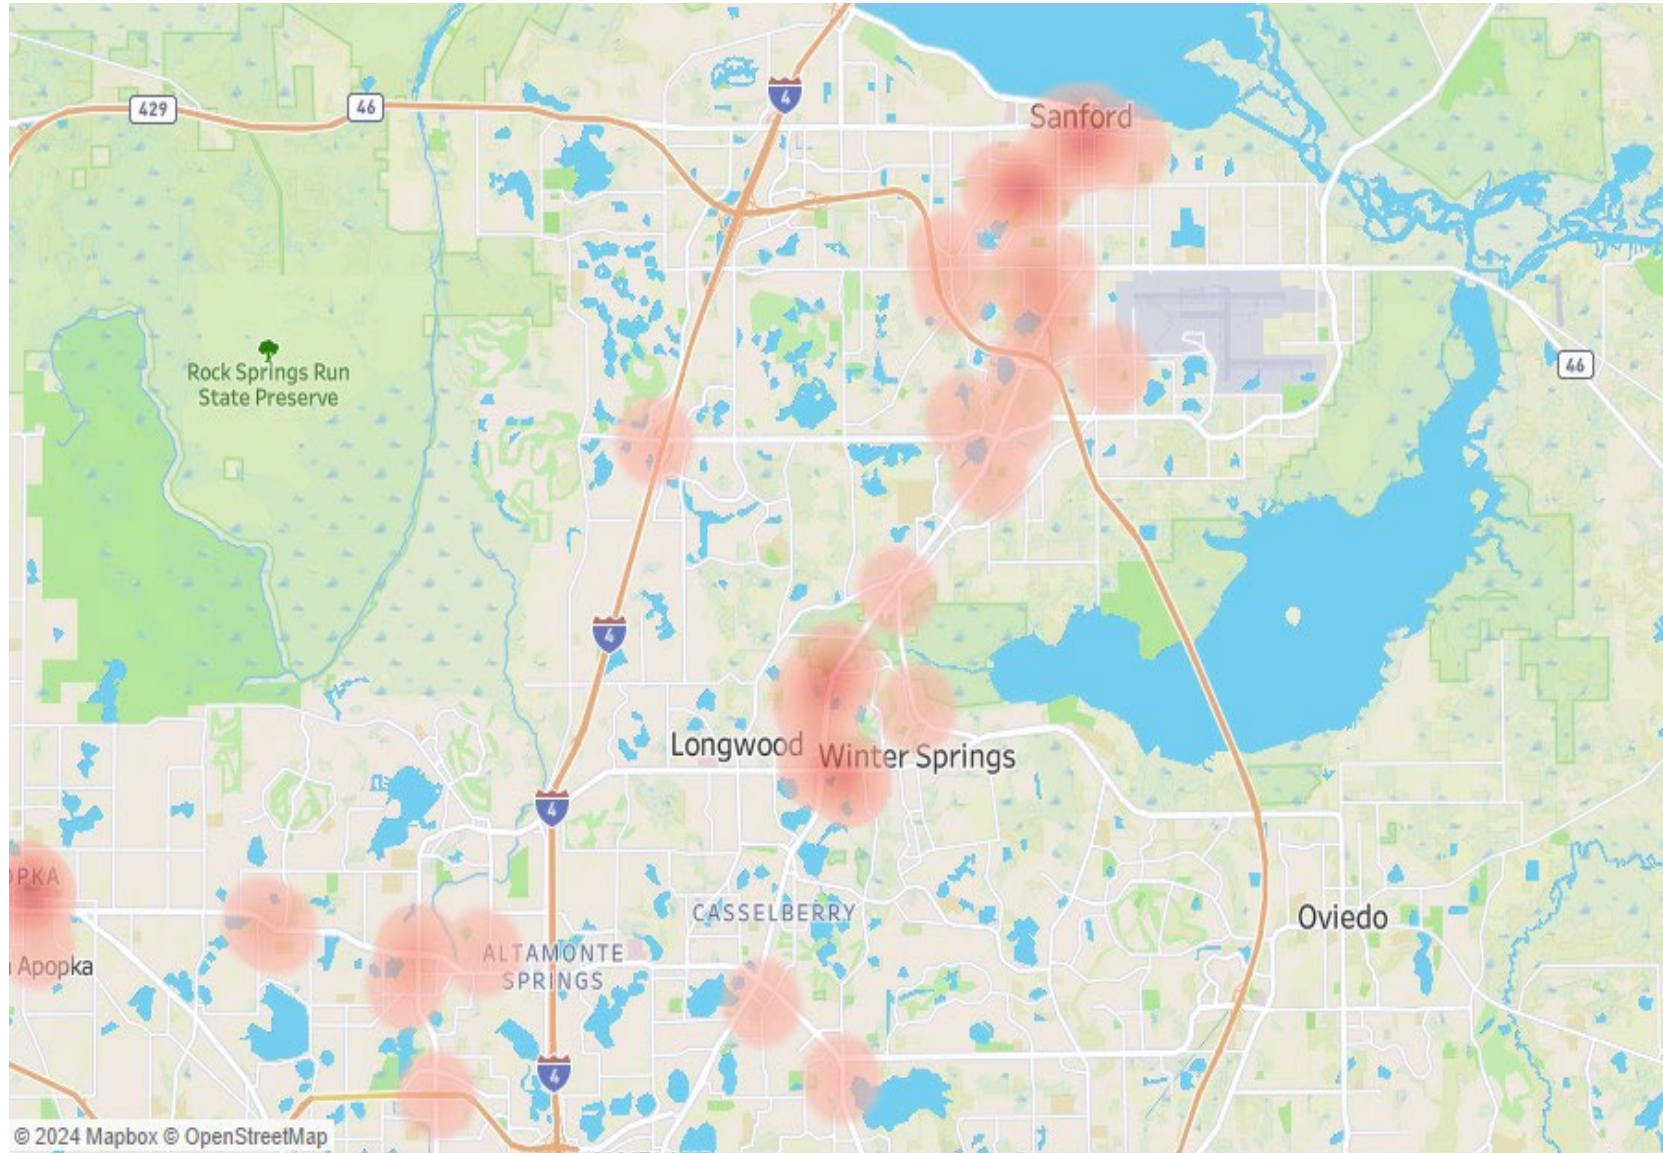 4
Sanford
429
46
46
Rock Springs Run
State Preserve
4
Longwood
Winter Springs
4
OPKA
CASSELBERRY
Oviedo
ALTAMONTE
SPRINGS
Apopka
4
© 2024 Mapbox © OpenStreetMap